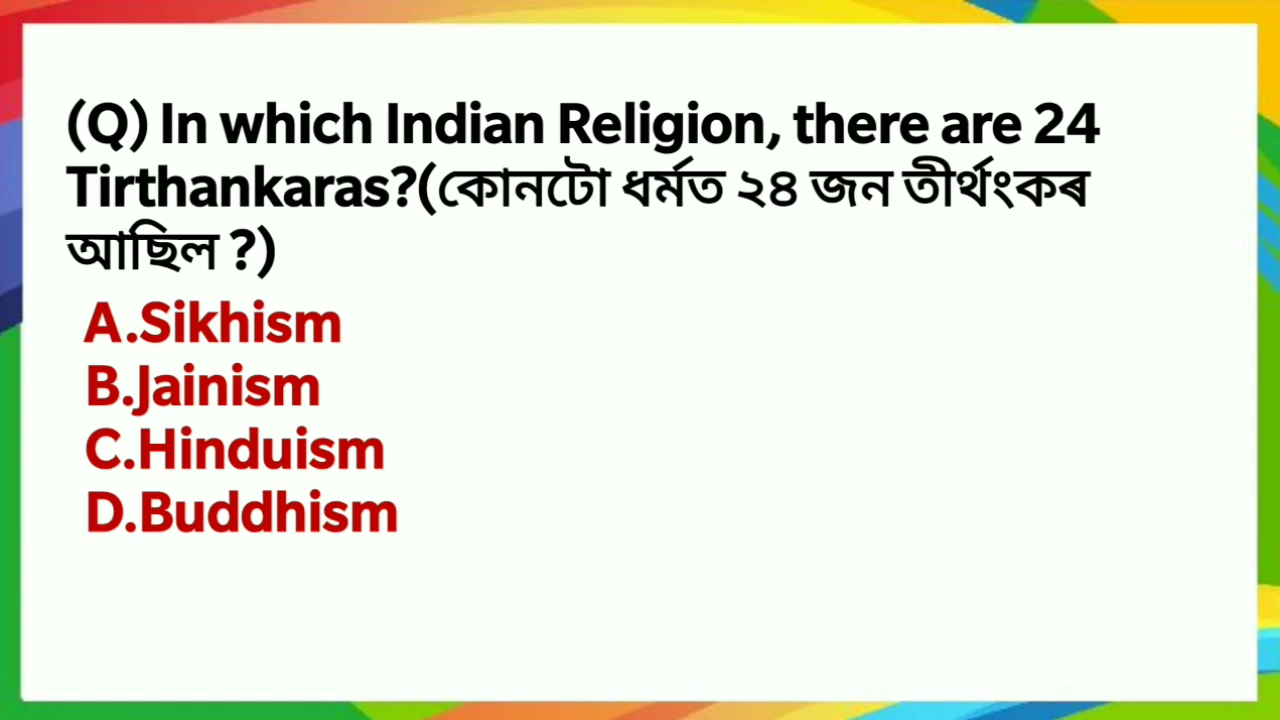 (Q) In which Indian Religion, there are 24
Tirthankaras?(কোনটো ধৰ্মত ২৪ জন তীৰ্থংকৰ
আছিল ?)
A.Sikhism
B.Jainism
C.Hinduism
D.Buddhism